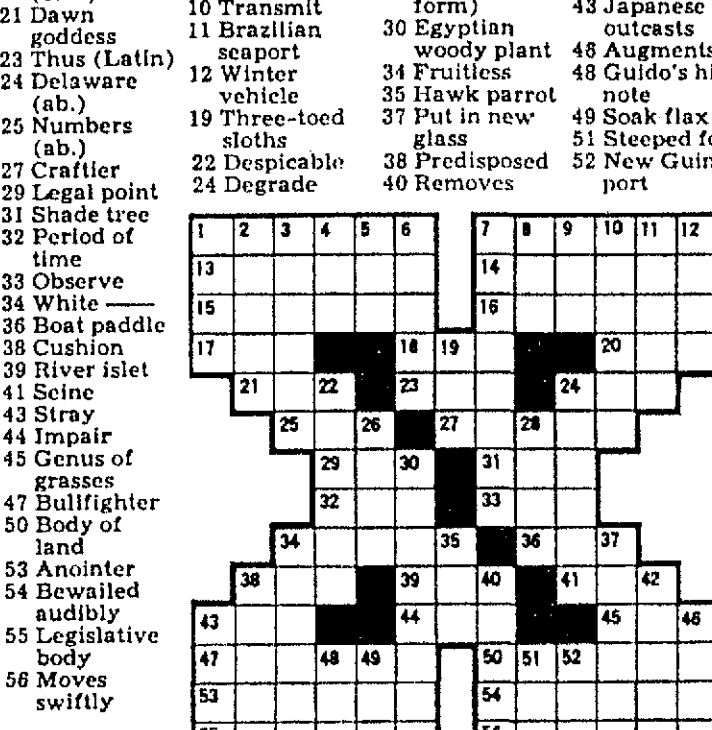 21 Dawn
goddess
23 Thus (Latin)
24 Delaware
(ab.)
25 Numbers
(ab.)
27 Craftier
29 Legal point
31 Shade tree
32 Period of
time
33 Observe
34 White ——
36 Boat paddle
38 Cushion
39 River islet
41 Seine
43 Stray
44 Impair
45 Genus of
grasses
47 Bullfighter
50 Body of
land
53 Anointer
54 Bewailed
audibly
55 Legislative
body
56 Moves
swiftly
10 Transmit
11 Brazilian
seaport
12 Winter
vehicle
19 Three-toed
sloths
22 Despicable
24 Degrade
form)
30 Egyptian
woody plant
34 Fruitless
35 Hawk parrot
37 Put in new
glass
38 Predisposed
40 Removes
43 Japanese
outcasts
46 Augments
48 Guido's hi
note
49 Soak flax
51 Steeped fo
52 New Guin
port
1 2 3 4 5 6 7 8 9 10 11 12
13 14
15 16
17 18 19 20
21 22 23 24
25 26 27 28
29 30 31
32 33
34 35 36 37
38 39 40 41 42
43 44 45 46
47 48 49 50 51 52
53 54